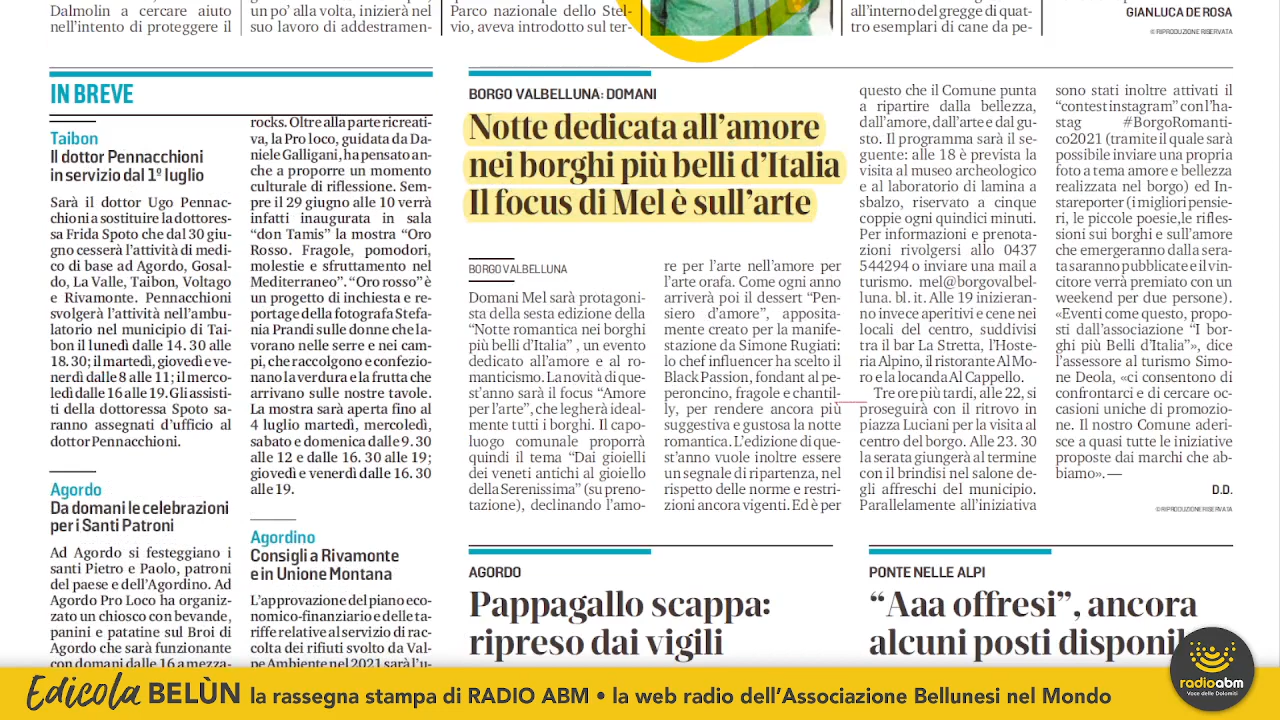 Dalmolin a cercare aiuto
nell'intento di proteggere il
un po' alla volta, inizierà nel
suo lavoro di addestramen-
Parco nazionale dello Stel-
vio, aveva introdotto sul ter-
all'interno del gregge di quat-
tro esemplari di cane da pe-
GIANLUCA DE ROSA
© RIPRODUZIONE RISERVATA
IN BREVE
Taibon
Il dottor Pennacchioni
in servizio dal 1º luglio
Sarà il dottor Ugo Pennac-
chioni a sostituire la dottores-
sa Frida Spoto che dal 30 giu-
gno cesserà l'attività di medi-
co di base ad Agordo, Gosal-
do, La Valle, Taibon, Voltago
e Rivamonte. Pennacchioni
svolgerà l'attività nell'ambu-
latorio nel municipio di Tai-
bon il lunedì dalle 14. 30 alle
18.30; il martedì, giovedì e ve-
nerdì dalle 8 alle 11; il merco-
ledì dalle 16 alle 19. Gli assisti-
ti della dottoressa Spoto sa-
ranno assegnati d'ufficio al
dottor Pennacchioni.
Agordo
Da domani le celebrazioni
per i Santi Patroni
Ad Agordo si festeggiano i
santi Pietro e Paolo, patroni
del paese e dell'Agordino. Ad
Agordo Pro Loco ha organiz-
zato un chiosco con bevande,
panini e patatine sul Broi di
Agordo che sarà funzionante
con domani dalle 16 a mezza-
rocks. Oltre alla parte ricreati-
va, la Pro loco, guidata da Da-
niele Galligani, ha pensato an-
che a proporre un momento
culturale di riflessione. Sem-
pre il 29 giugno alle 10 verrà
infatti inaugurata in sala
"don Tamis" la mostra "Oro
Rosso. Fragole, pomodori,
molestie e sfruttamento nel
Mediterraneo". "Oro rosso" è
un progetto di inchiesta e re-
portage della fotografa Stefa-
nia Prandi sulle donne che la-
vorano nelle serre e nei cam-
pi, che raccolgono e confezio-
nano la verdura e la frutta che
arrivano sulle nostre tavole.
La mostra sarà aperta fino al
4 luglio martedì, mercoledì,
sabato e domenica dalle 9. 30
alle 12 e dalle 16. 30 alle 19;
giovedì e venerdì dalle 16. 30
alle 19.
Agordino
Consigli a Rivamonte
e in Unione Montana
L'approvazione del piano eco-
nomico-finanziario e delle ta-
riffe relative al servizio di rac-
colta dei rifiuti svolto da Val-
pe Ambiente nel 2021 sarà l'u-
BORGO VALBELLUNA: DOMANI
Notte dedicata all'amore
nei borghi più belli d'Italia
Il focus di Mel è sull'arte
BORGO VALBELLUNA
Domani Mel sarà protagoni-
sta della sesta edizione della
"Notte romantica nei borghi
più belli d'Italia" , un evento
dedicato all'amore e al ro-
manticismo. La novità di que-
st'anno sarà il focus "Amore
per l'arte", che legherà ideal-
mente tutti i borghi. Il capo-
luogo comunale proporrà
quindi il tema "Dai gioielli
dei veneti antichi al gioiello
della Serenissima" (su preno-
tazione), declinando l'amo-
re per l'arte nell'amore per
l'arte orafa. Come ogni anno
arriverà poi il dessert "Pen-
siero d'amore", apposita-
mente creato per la manife-
stazione da Simone Rugiati:
lo chef influencer ha scelto il
Black Passion, fondant al pe-
peroncino, fragole e chantil-
ly, per rendere ancora più
suggestiva e gustosa la notte
romantica. L'edizione di que-
st'anno vuole inoltre essere
un segnale di ripartenza, nel
rispetto delle norme e restri-
zioni ancora vigenti. Ed è per
questo che il Comune punta
a ripartire dalla bellezza,
dall'amore, dall'arte e dal gu-
sto. Il programma sarà il se-
guente: alle 18 è prevista la
visita al museo archeologico
e al laboratorio di lamina a
sbalzo, riservato a cinque
coppie ogni quindici minuti.
Per informazioni e prenota-
zioni rivolgersi allo 0437
544294 o inviare una mail a
turismo. mel@borgovalbel-
luna. bl. it. Alle 19 inizieran-
no invece aperitivi e cene nei
locali del centro, suddivisi
tra il bar La Stretta, l'Hoste-
ria Alpino, il ristorante Al Mo-
ro e la locanda Al Cappello.
Tre ore più tardi, alle 22, si
proseguirà con il ritrovo in
piazza Luciani per la visita al
centro del borgo. Alle 23. 30
la serata giungerà al termine
con il brindisi nel salone de-
gli affreschi del municipio.
Parallelamente all'iniziativa
sono stati inoltre attivati il
"contest instagram" con l'ha-
stag #BorgoRomanti-
co2021 (tramite il quale sarà
possibile inviare una propria
foto a tema amore e bellezza
realizzata nel borgo) ed In-
stareporter (i migliori pensie-
ri, le piccole poesie,le rifles-
sioni sui borghi e sull'amore
che emergeranno dalla sera-
ta saranno pubblicate e il vin-
citore verrà premiato con un
weekend per due persone).
«Eventi come questo, propo-
sti dall'associazione "I bor-
ghi più Belli d'Italia"», dice
l'assessore al turismo Simo-
ne Deola, «ci consentono di
confrontarci e di cercare oc-
casioni uniche di promozio-
ne. Il nostro Comune aderi-
sce a quasi tutte le iniziative
proposte dai marchi che ab-
biamo». —
D.D.
© RIPRODUZIONE RISERVATA
AGORDO
Pappagallo scappa:
ripreso dai vigili
PONTE NELLE ALPI
"Aaa offresi", ancora
alcuni posti disponi
Edicola BELÙN la rassegna stampa di RADIO ABM • la web radio dell'Associazione Bellunesi nel Mondo
radioabm
Voce delle Dolomiti